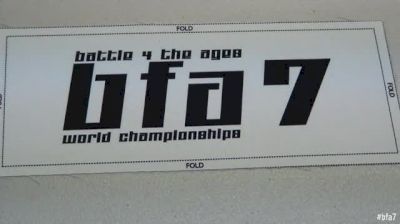 FOLD
battle 4 the ages
bfa 7
world championships
FOLD
FOLD
FOLD
#bfa7